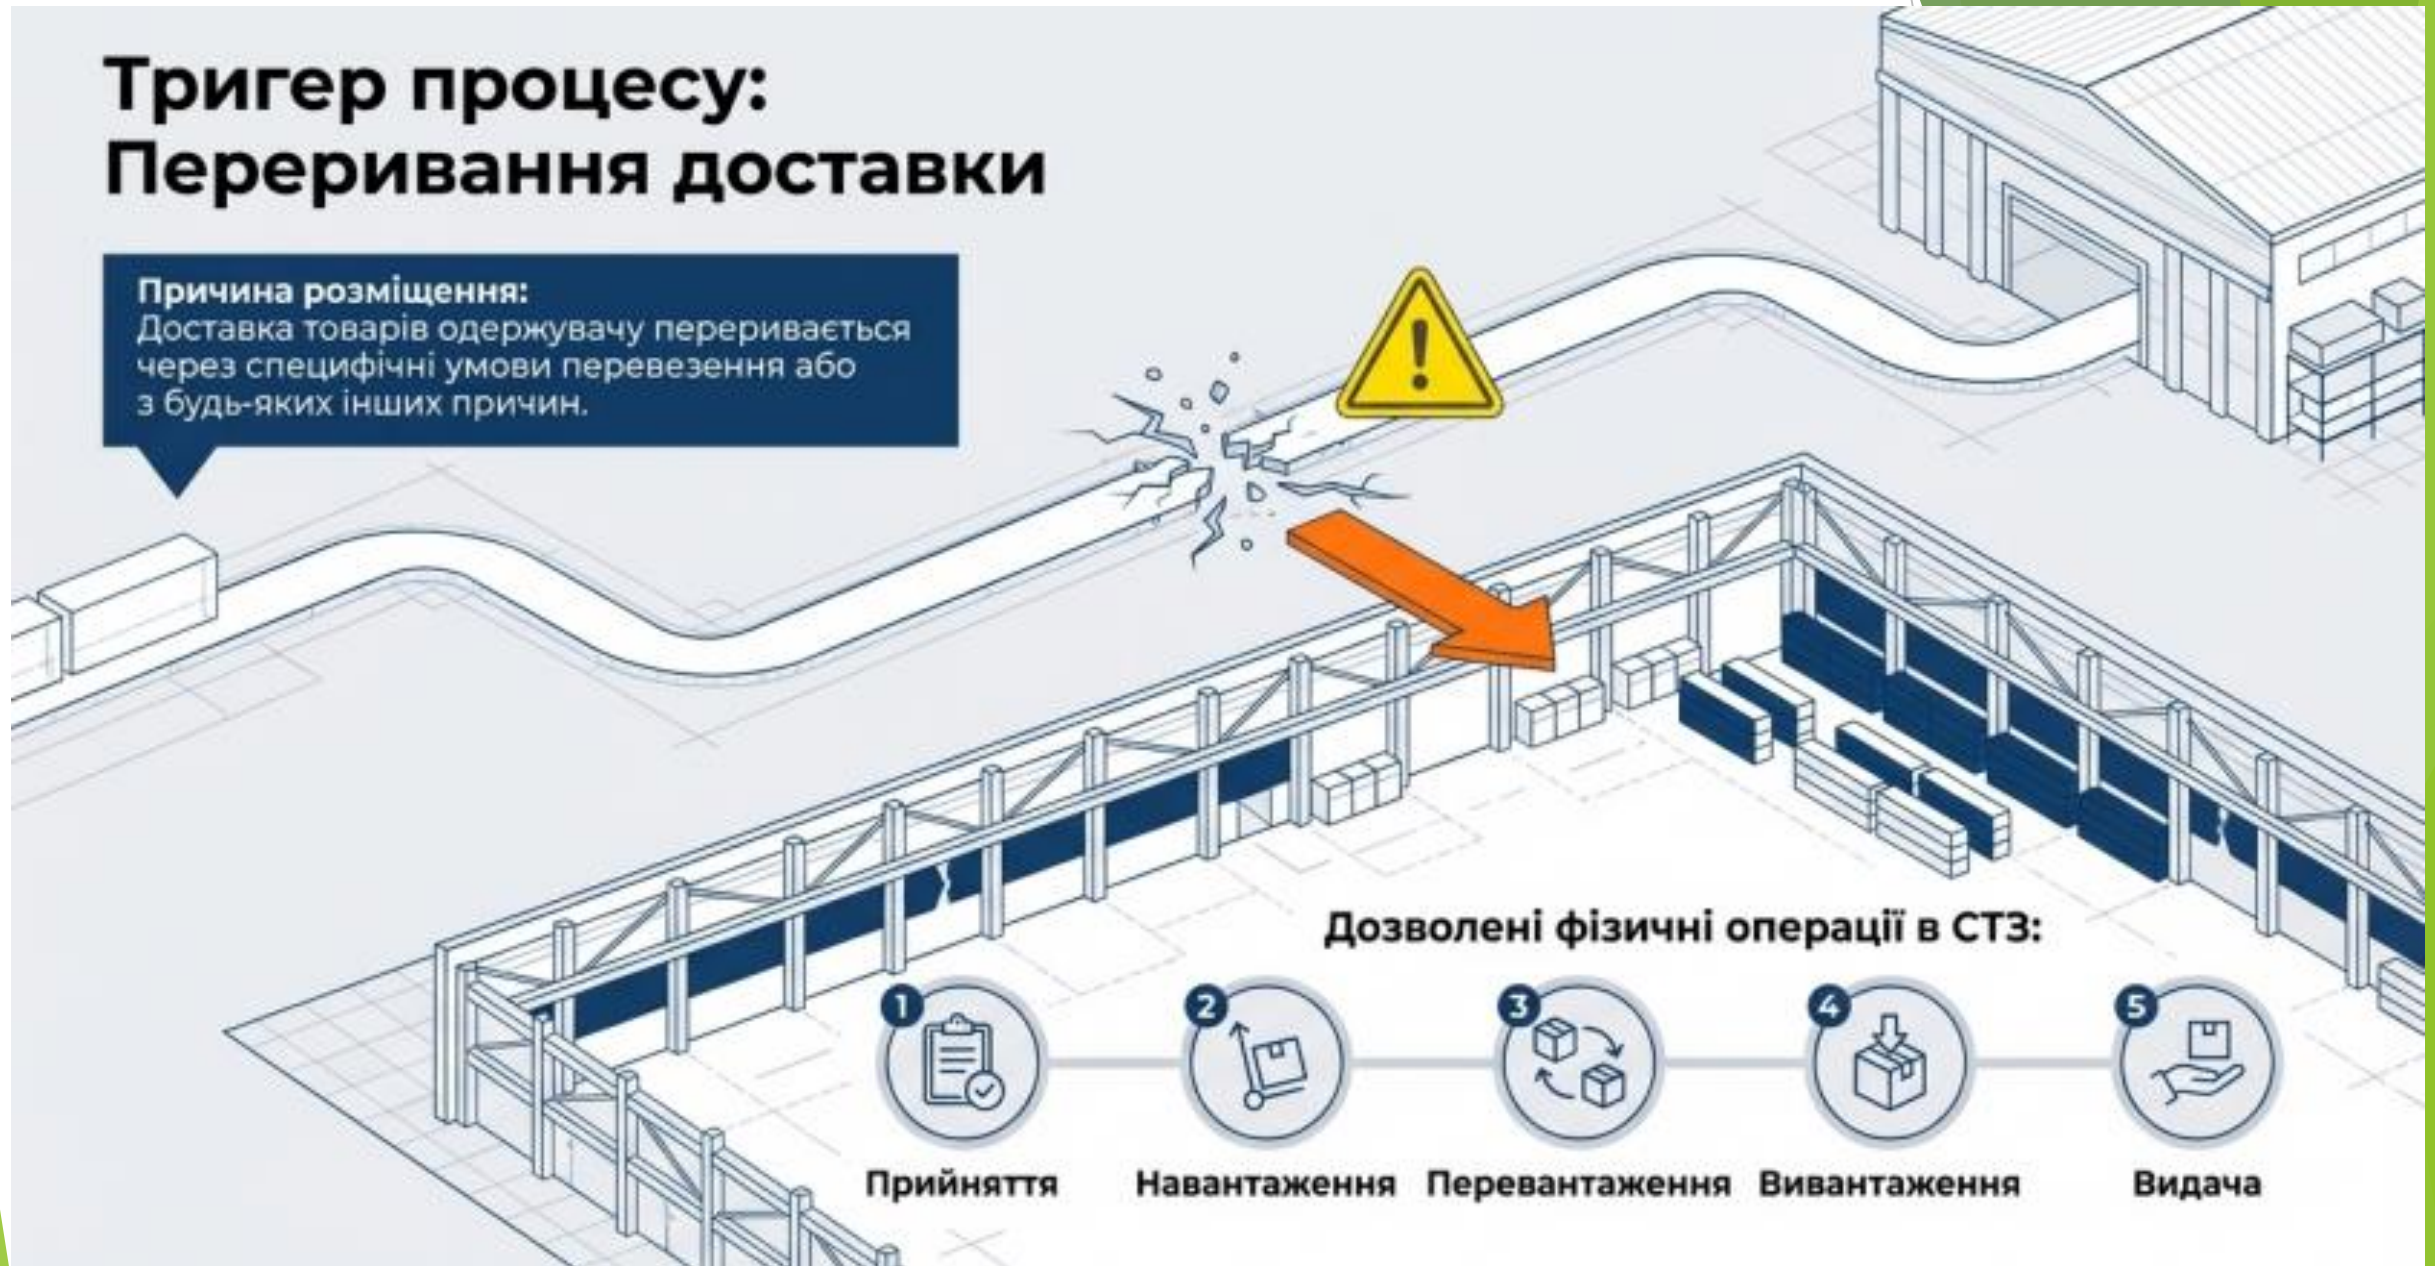 Тригер процесу:
Переривання доставки
Причина розміщення:
Доставка товарів одержувачу переривається
через специфічні умови перевезення або
з будь-яких інших причин.
Дозволені фізичні операції в СТЗ:
1
2
3
4
5
Прийняття
Навантаження
Перевантаження
Вивантаження
Видача